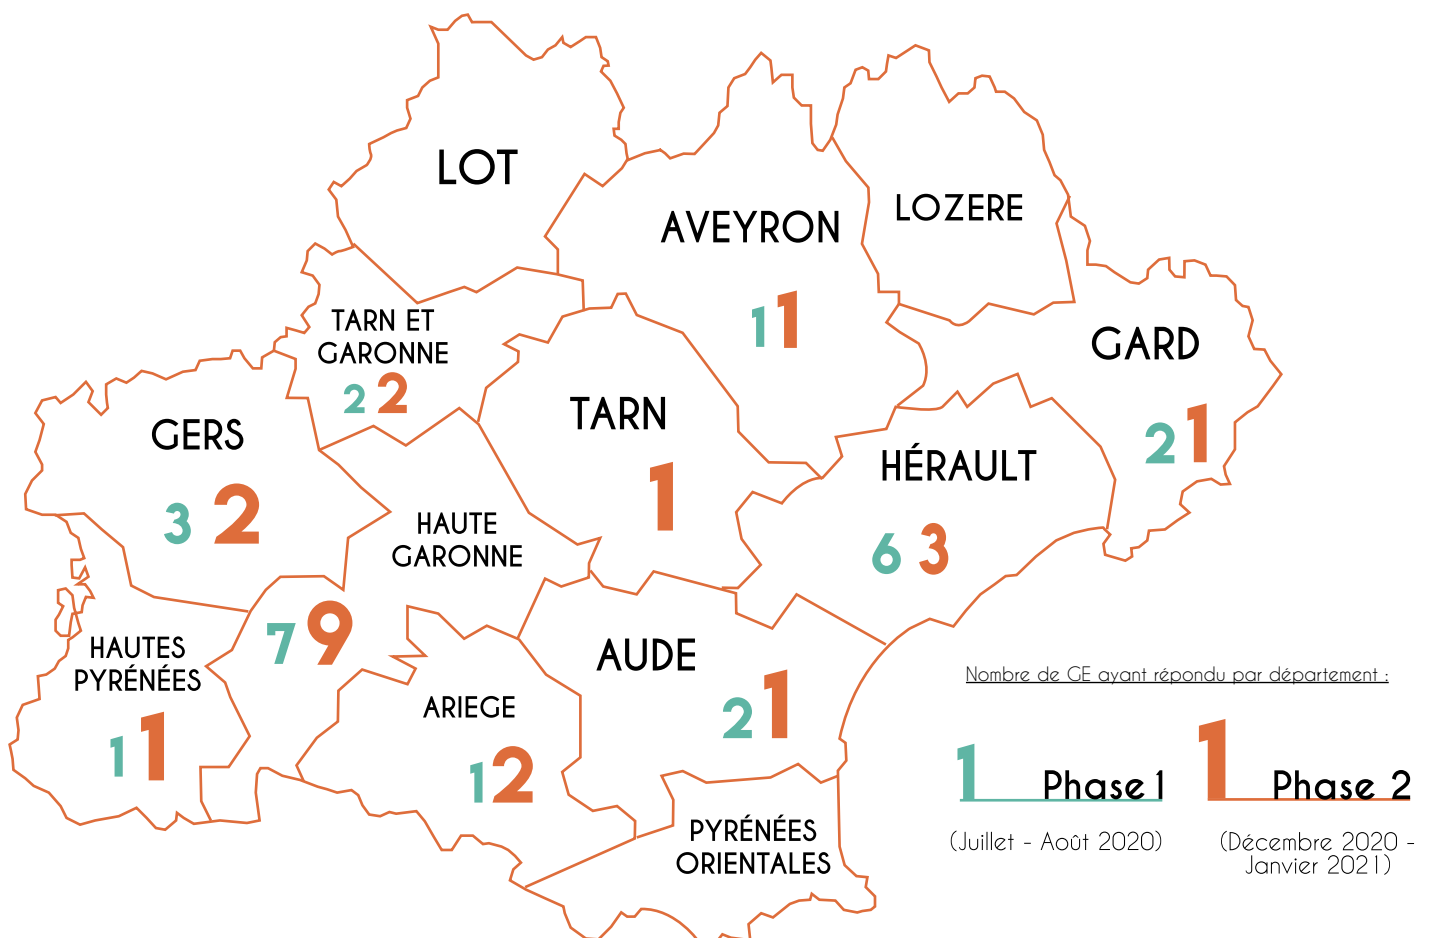 LOT
AVEYRON
1 1
LOZERE
TARN ET
GARONNE
2 2
GARD
2 1
GERS
3 2
TARN
1
HÉRAULT
6 3
HAUTE
GARONNE
7 9
HAUTES
PYRÉNÉES
1 1
ARIEGE
1 2
AUDE
2 1
PYRÉNÉES
ORIENTALES
Nombre de GE ayant répondu par département :
1 Phase 1
(Juillet - Août 2020)
1 Phase 2
(Décembre 2020 -
Janvier 2021)